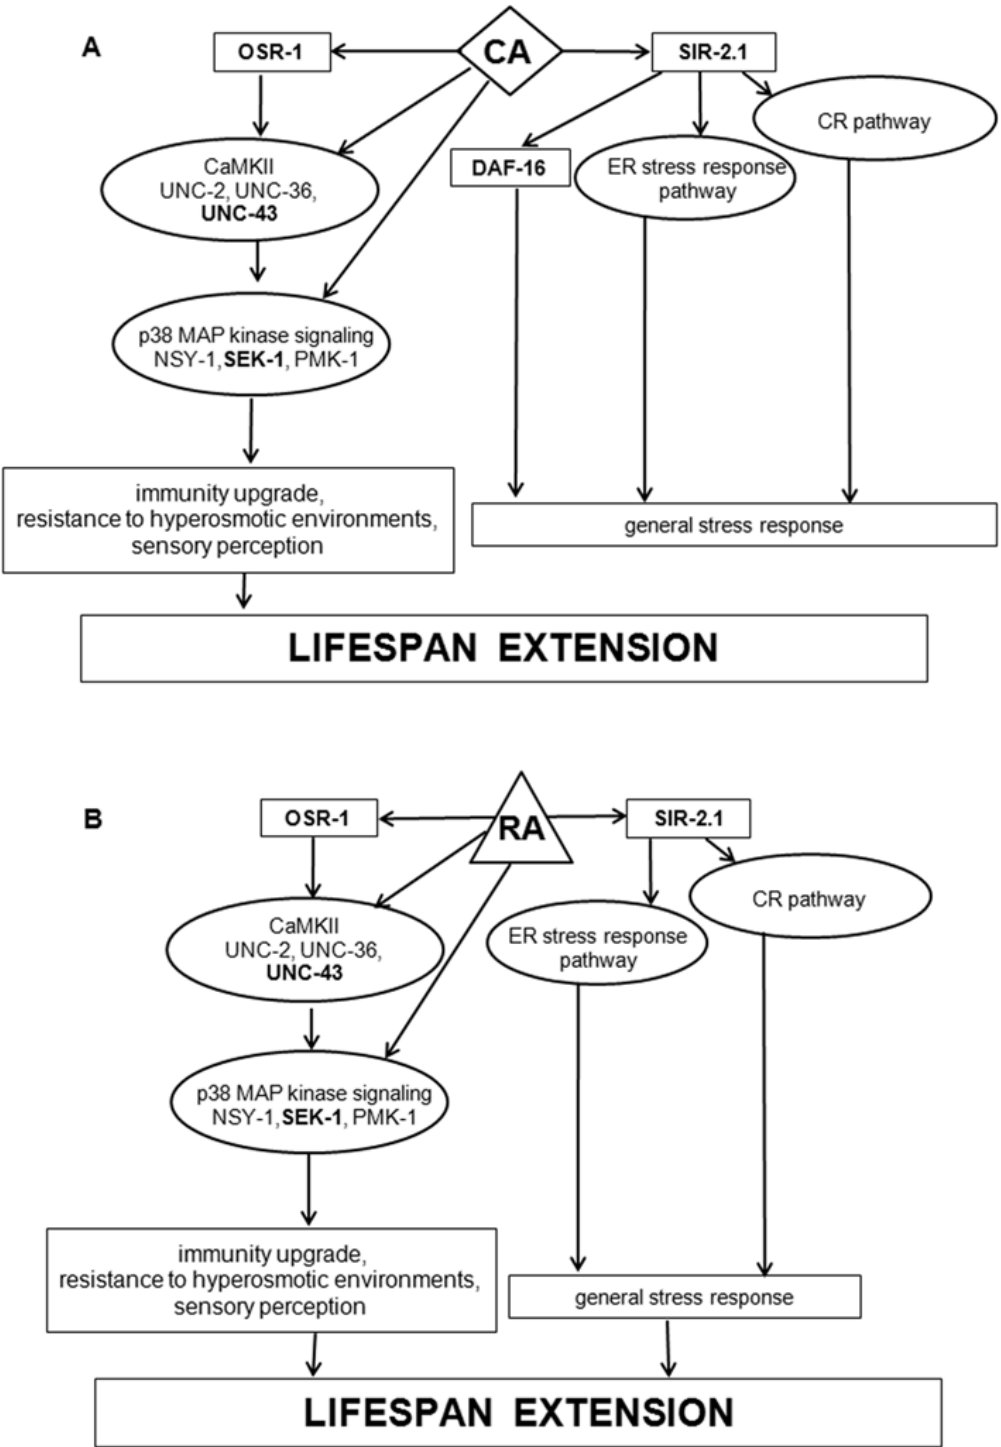 A
OSR-1
CA
SIR-2.1
CR pathway
CaMKII
UNC-2, UNC-36,
UNC-43
DAF-16
ER stress response
pathway
p38 MAP kinase signaling
NSY-1, SEK-1, PMK-1
immunity upgrade,
resistance to hyperosmotic environments,
sensory perception
general stress response
LIFESPAN EXTENSION
B
OSR-1
RA
SIR-2.1
CR pathway
CaMKII
UNC-2, UNC-36,
UNC-43
ER stress response
pathway
p38 MAP kinase signaling
NSY-1, SEK-1, PMK-1
immunity upgrade,
resistance to hyperosmotic environments,
sensory perception
general stress response
LIFESPAN EXTENSION